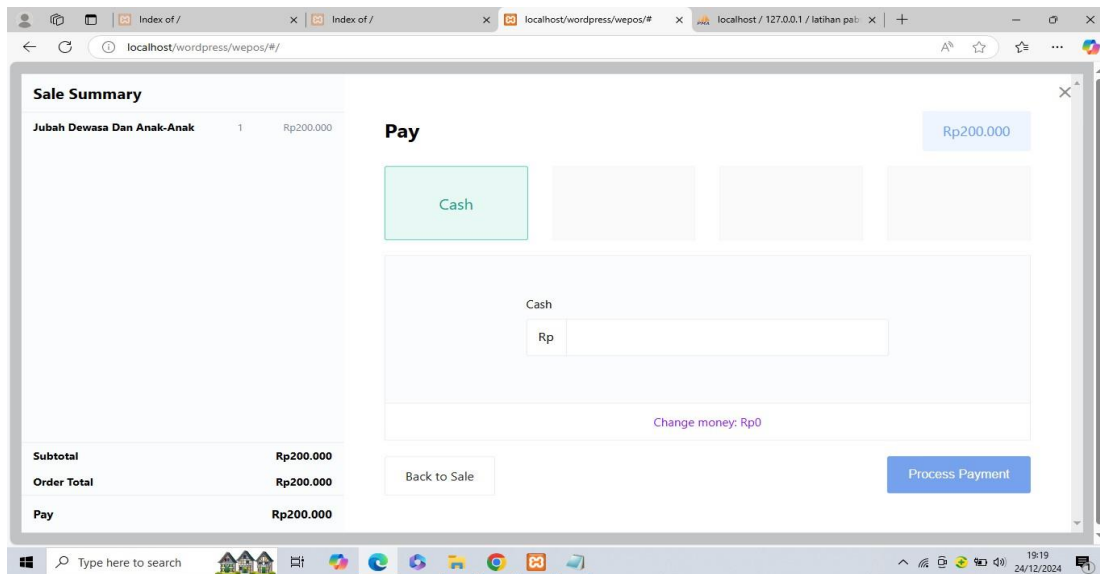 Index of /
Index of /
localhost/wordpress/wepos/#
localhost / 127.0.0.1 / latihan pab
localhost/wordpress/wepos/#/
Sale Summary
Jubah Dewasa Dan Anak-Anak 1 Rp200.000
Pay Rp200.000
Cash
Cash
Rp
Change money: Rp0
Subtotal Rp200.000
Order Total Rp200.000
Pay Rp200.000
Back to Sale
Process Payment
Type here to search
19:19
24/12/2024